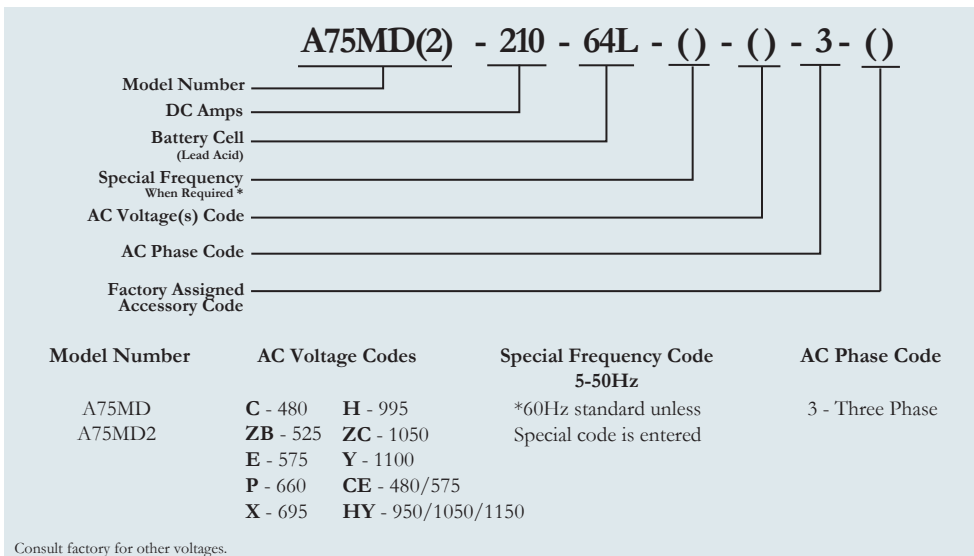 A75MD(2) - 210 - 64L - ( ) - ( ) - 3 - ( )
Model Number
DC Amps
Battery Cell
(Lead Acid)
Special Frequency
When Required *
AC Voltage(s) Code
AC Phase Code
Factory Assigned
Accessory Code
Model Number AC Voltage Codes Special Frequency Code AC Phase Code
5-50Hz
A75MD C - 480 H - 995 *60Hz standard unless 3 - Three Phase
A75MD2 ZB - 525 ZC - 1050 Special code is entered
E - 575 Y - 1100
P - 660 CE - 480/575
X - 695 HY - 950/1050/1150
Consult factory for other voltages.